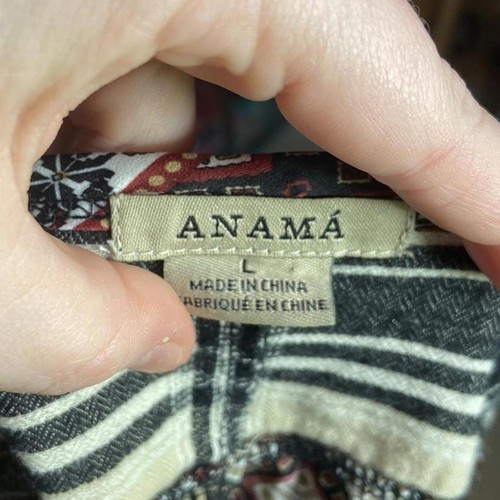 ANAMÁ
L
MADE IN CHINA
FABRIQUÉ EN CHINE